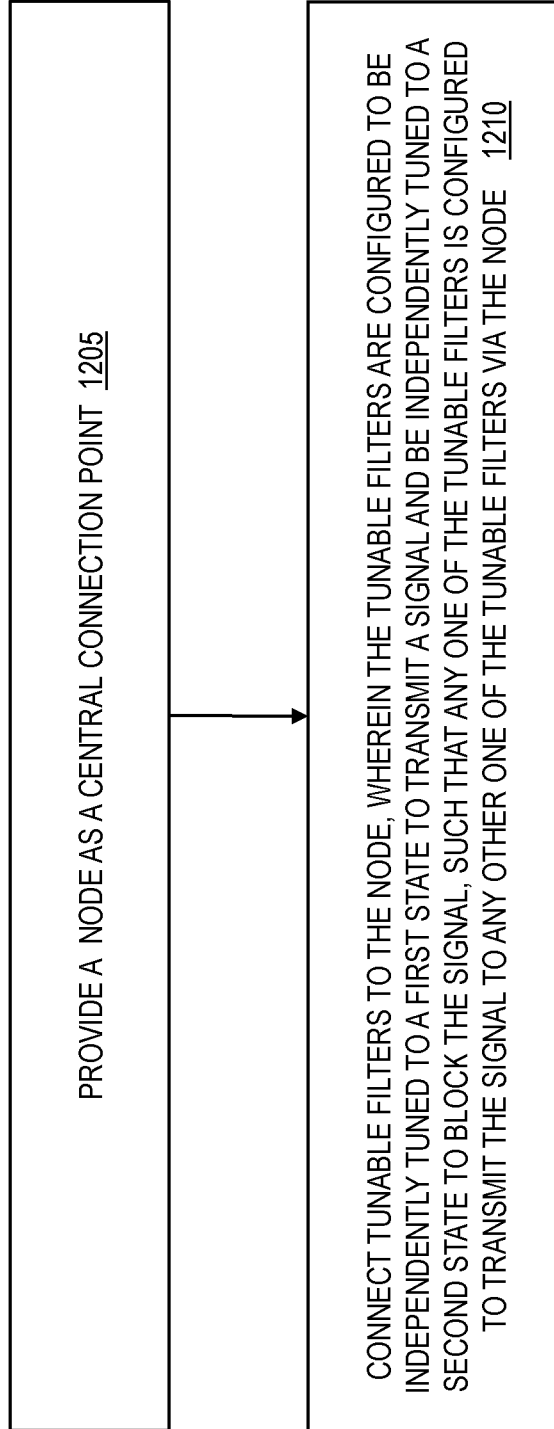 PROVIDE A NODE AS A CENTRAL CONNECTION POINT 1205
CONNECT TUNABLE FILTERS TO THE NODE, WHEREIN THE TUNABLE FILTERS ARE CONFIGURED TO BE
INDEPENDENTLY TUNED TO A FIRST STATE TO TRANSMIT A SIGNAL AND BE INDEPENDENTLY TUNED TO A
SECOND STATE TO BLOCK THE SIGNAL, SUCH THAT ANY ONE OF THE TUNABLE FILTERS IS CONFIGURED
TO TRANSMIT THE SIGNAL TO ANY OTHER ONE OF THE TUNABLE FILTERS VIA THE NODE 1210